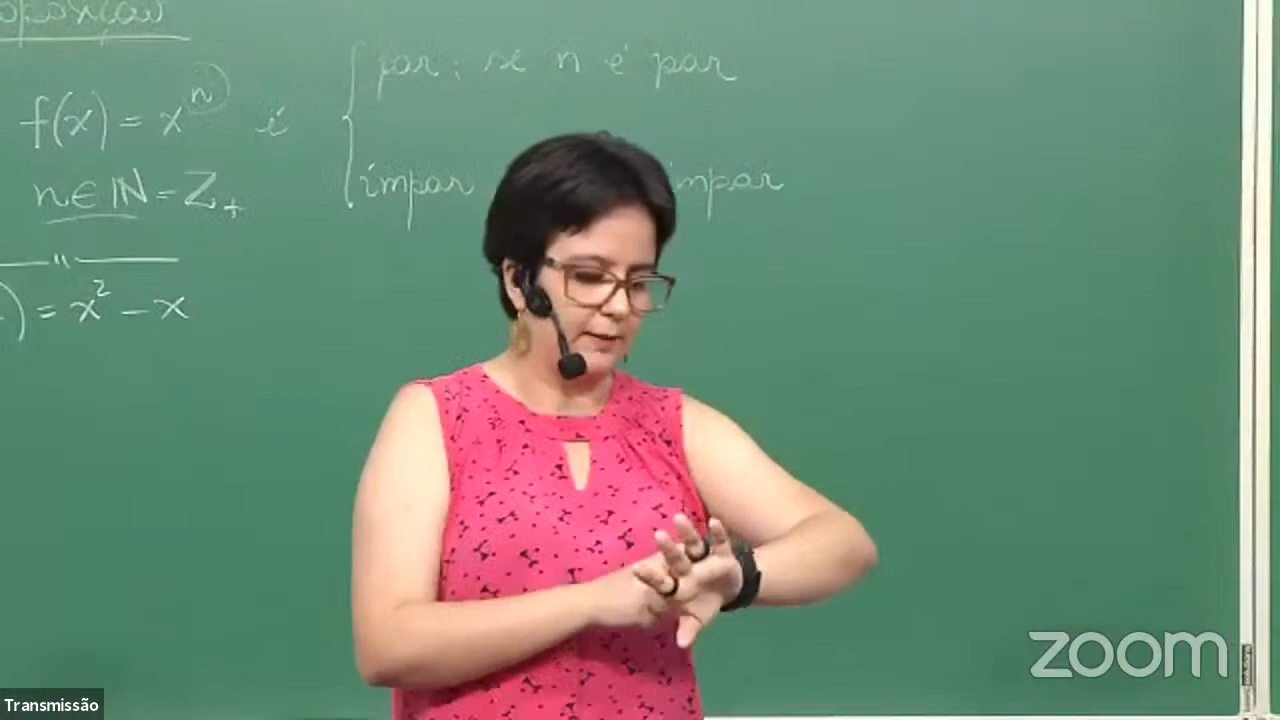 f(x) = x^n é { par; se n é par
ímpar ímpar
n ∈ IN = Z₊
) = x² - x
zoom
Transmissão